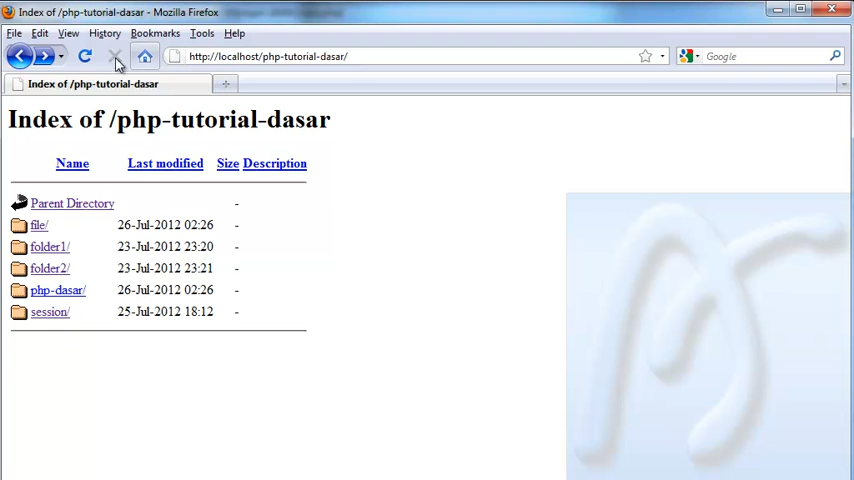 Index of /php-tutorial-dasar - Mozilla Firefox
File Edit View History Bookmarks Tools Help
http://localhost/php-tutorial-dasar/ Google
Index of /php-tutorial-dasar
Index of /php-tutorial-dasar
Name Last modified Size Description
Parent Directory -
file/ 26-Jul-2012 02:26 -
folder1/ 23-Jul-2012 23:20 -
folder2/ 23-Jul-2012 23:21 -
php-dasar/ 26-Jul-2012 02:26 -
session/ 25-Jul-2012 18:12 -